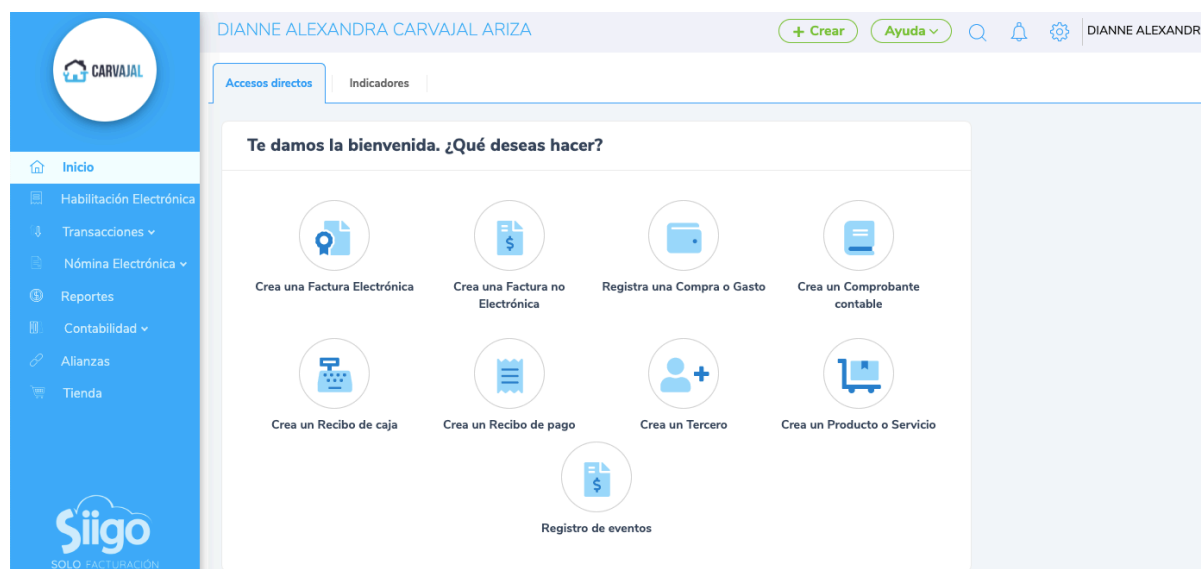 DIANNE ALEXANDRA CARVAJAL ARIZA
+ Crear
Ayuda
DIANNE ALEXANDR
CARVAJAL
Accesos directos
Indicadores
Te damos la bienvenida. ¿Qué deseas hacer?
Inicio
Habilitación Electrónica
Transacciones
Nómina Electrónica
Reportes
Contabilidad
Alianzas
Tienda
Crea una Factura Electrónica
Crea una Factura no
Electrónica
Registra una Compra o Gasto
Crea un Comprobante
contable
Crea un Recibo de caja
Crea un Recibo de pago
Crea un Tercero
Crea un Producto o Servicio
Registro de eventos
Siigo
SOLO FACTURACIÓN